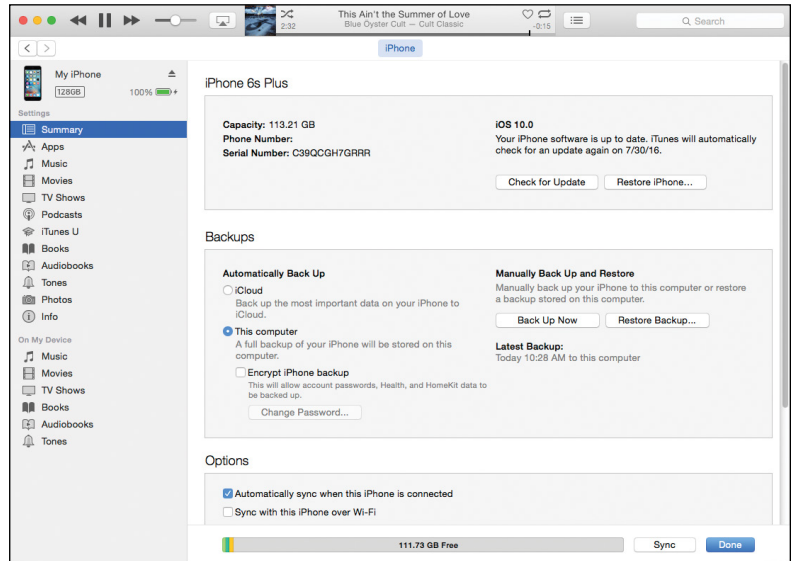 This Ain't the Summer of Love
2:32
Blue Öyster Cult — Cult Classic
-0:15
Search
iPhone
My iPhone
128GB
100%
Settings
Summary
Apps
Music
Movies
TV Shows
Podcasts
iTunes U
Books
Audiobooks
Tones
Photos
Info
On My Device
Music
Movies
TV Shows
Books
Audiobooks
Tones
iPhone 6s Plus
Capacity: 113.21 GB
Phone Number:
Serial Number: C39QCGH7GRRR
iOS 10.0
Your iPhone software is up to date. iTunes will automatically
check for an update again on 7/30/16.
Check for Update
Restore iPhone...
Backups
Automatically Back Up
iCloud
Back up the most important data on your iPhone to
iCloud.
This computer
A full backup of your iPhone will be stored on this
computer.
Encrypt iPhone backup
This will allow account passwords, Health, and HomeKit data to
be backed up.
Change Password...
Manually Back Up and Restore
Manually back up your iPhone to this computer or restore
a backup stored on this computer.
Back Up Now
Restore Backup...
Latest Backup:
Today 10:28 AM to this computer
Options
Automatically sync when this iPhone is connected
Sync with this iPhone over Wi-Fi
111.73 GB Free
Sync
Done